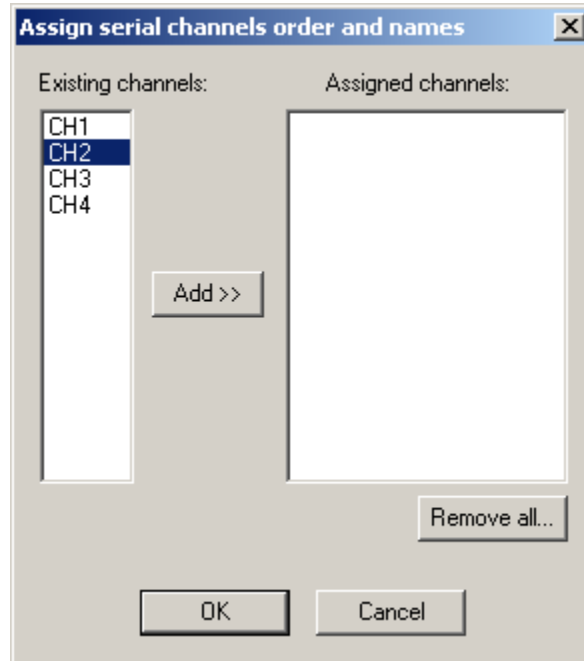 Assign serial channels order and names
Existing channels:
Assigned channels:
CH1
CH2
CH3
CH4
Add >>
Remove all...
OK
Cancel